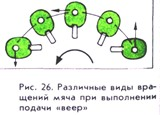 Рис. 26. Различные виды вра-
щений мяча при выполнении
подачи «веер»